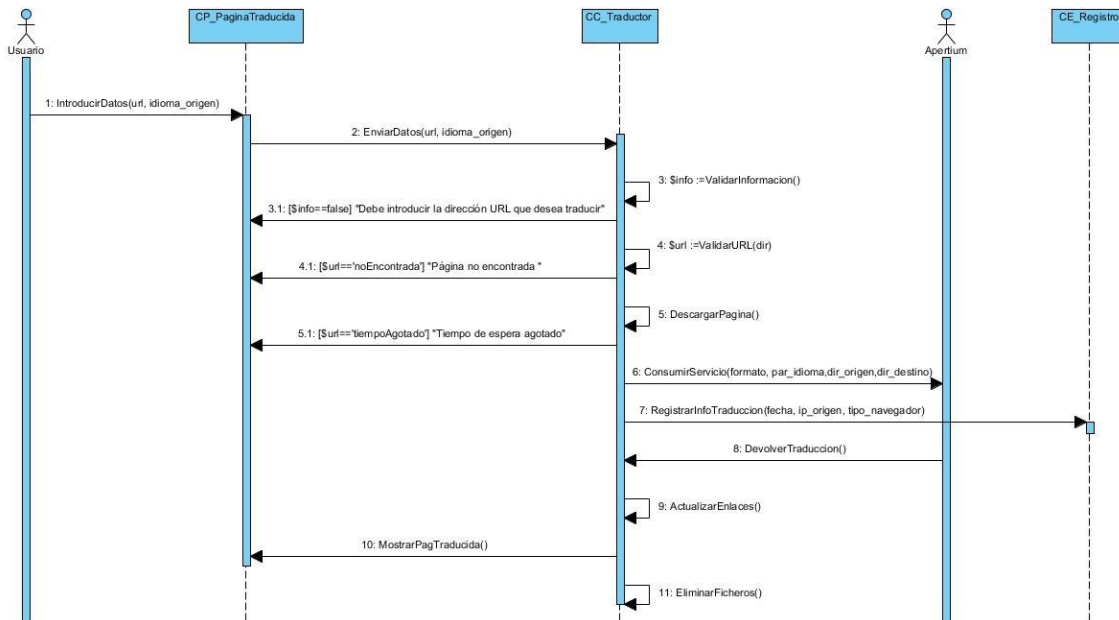 CP_PaginaTraducida
CC_Traductor
CE_Registro
Usuario
Apertium
1: IntroducirDatos(url, idioma_origen)
2: EnviarDatos(url, idioma_origen)
3: $info :=ValidarInformacion()
3.1: [$info==false] "Debe introducir la dirección URL que desea traducir"
4: $url :=ValidarURL(dir)
4.1: [$url=='noEncontrada'] "Página no encontrada "
5: DescargarPagina()
5.1: [$url=='tiempoAgotado'] "Tiempo de espera agotado"
6: ConsumirServicio(formato, par_idioma,dir_origen,dir_destino)
7: RegistrarInfoTraduccion(fecha, ip_origen, tipo_navegador)
8: DevolverTraduccion()
9: ActualizarEnlaces()
10: MostrarPagTraducida()
11: EliminarFicheros()